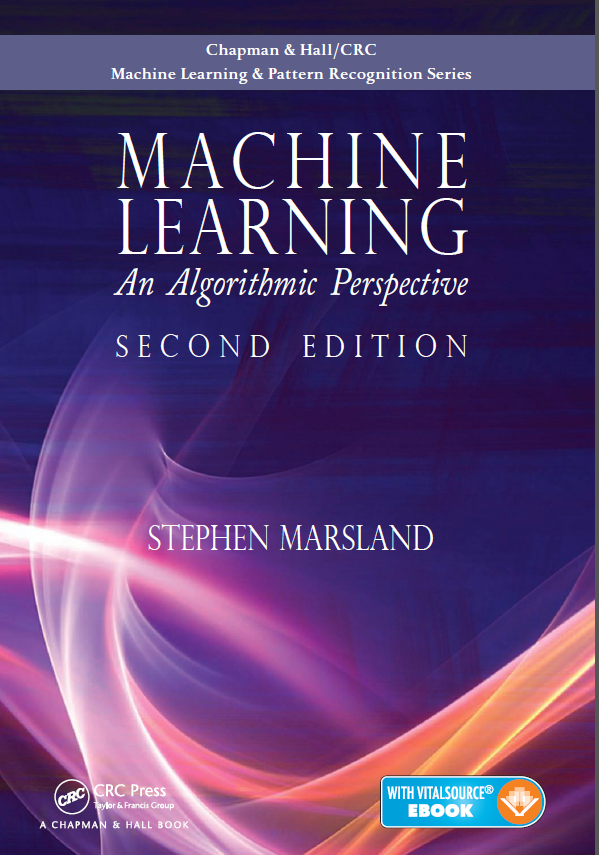 Chapman & Hall/CRC
Machine Learning & Pattern Recognition Series
MACHINE
LEARNING
An Algorithmic Perspective
SECOND EDITION
STEPHEN MARSLAND
CRC
CRC Press
Taylor & Francis Group
A CHAPMAN & HALL BOOK
WITH VITALSOURCE®
EBOOK